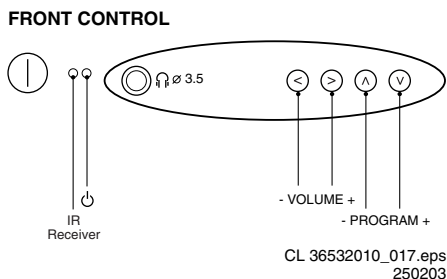 FRONT CONTROL
ø 3.5
< > ˄ ˅
- VOLUME +
- PROGRAM +
IR
Receiver
CL 36532010_017.eps
250203